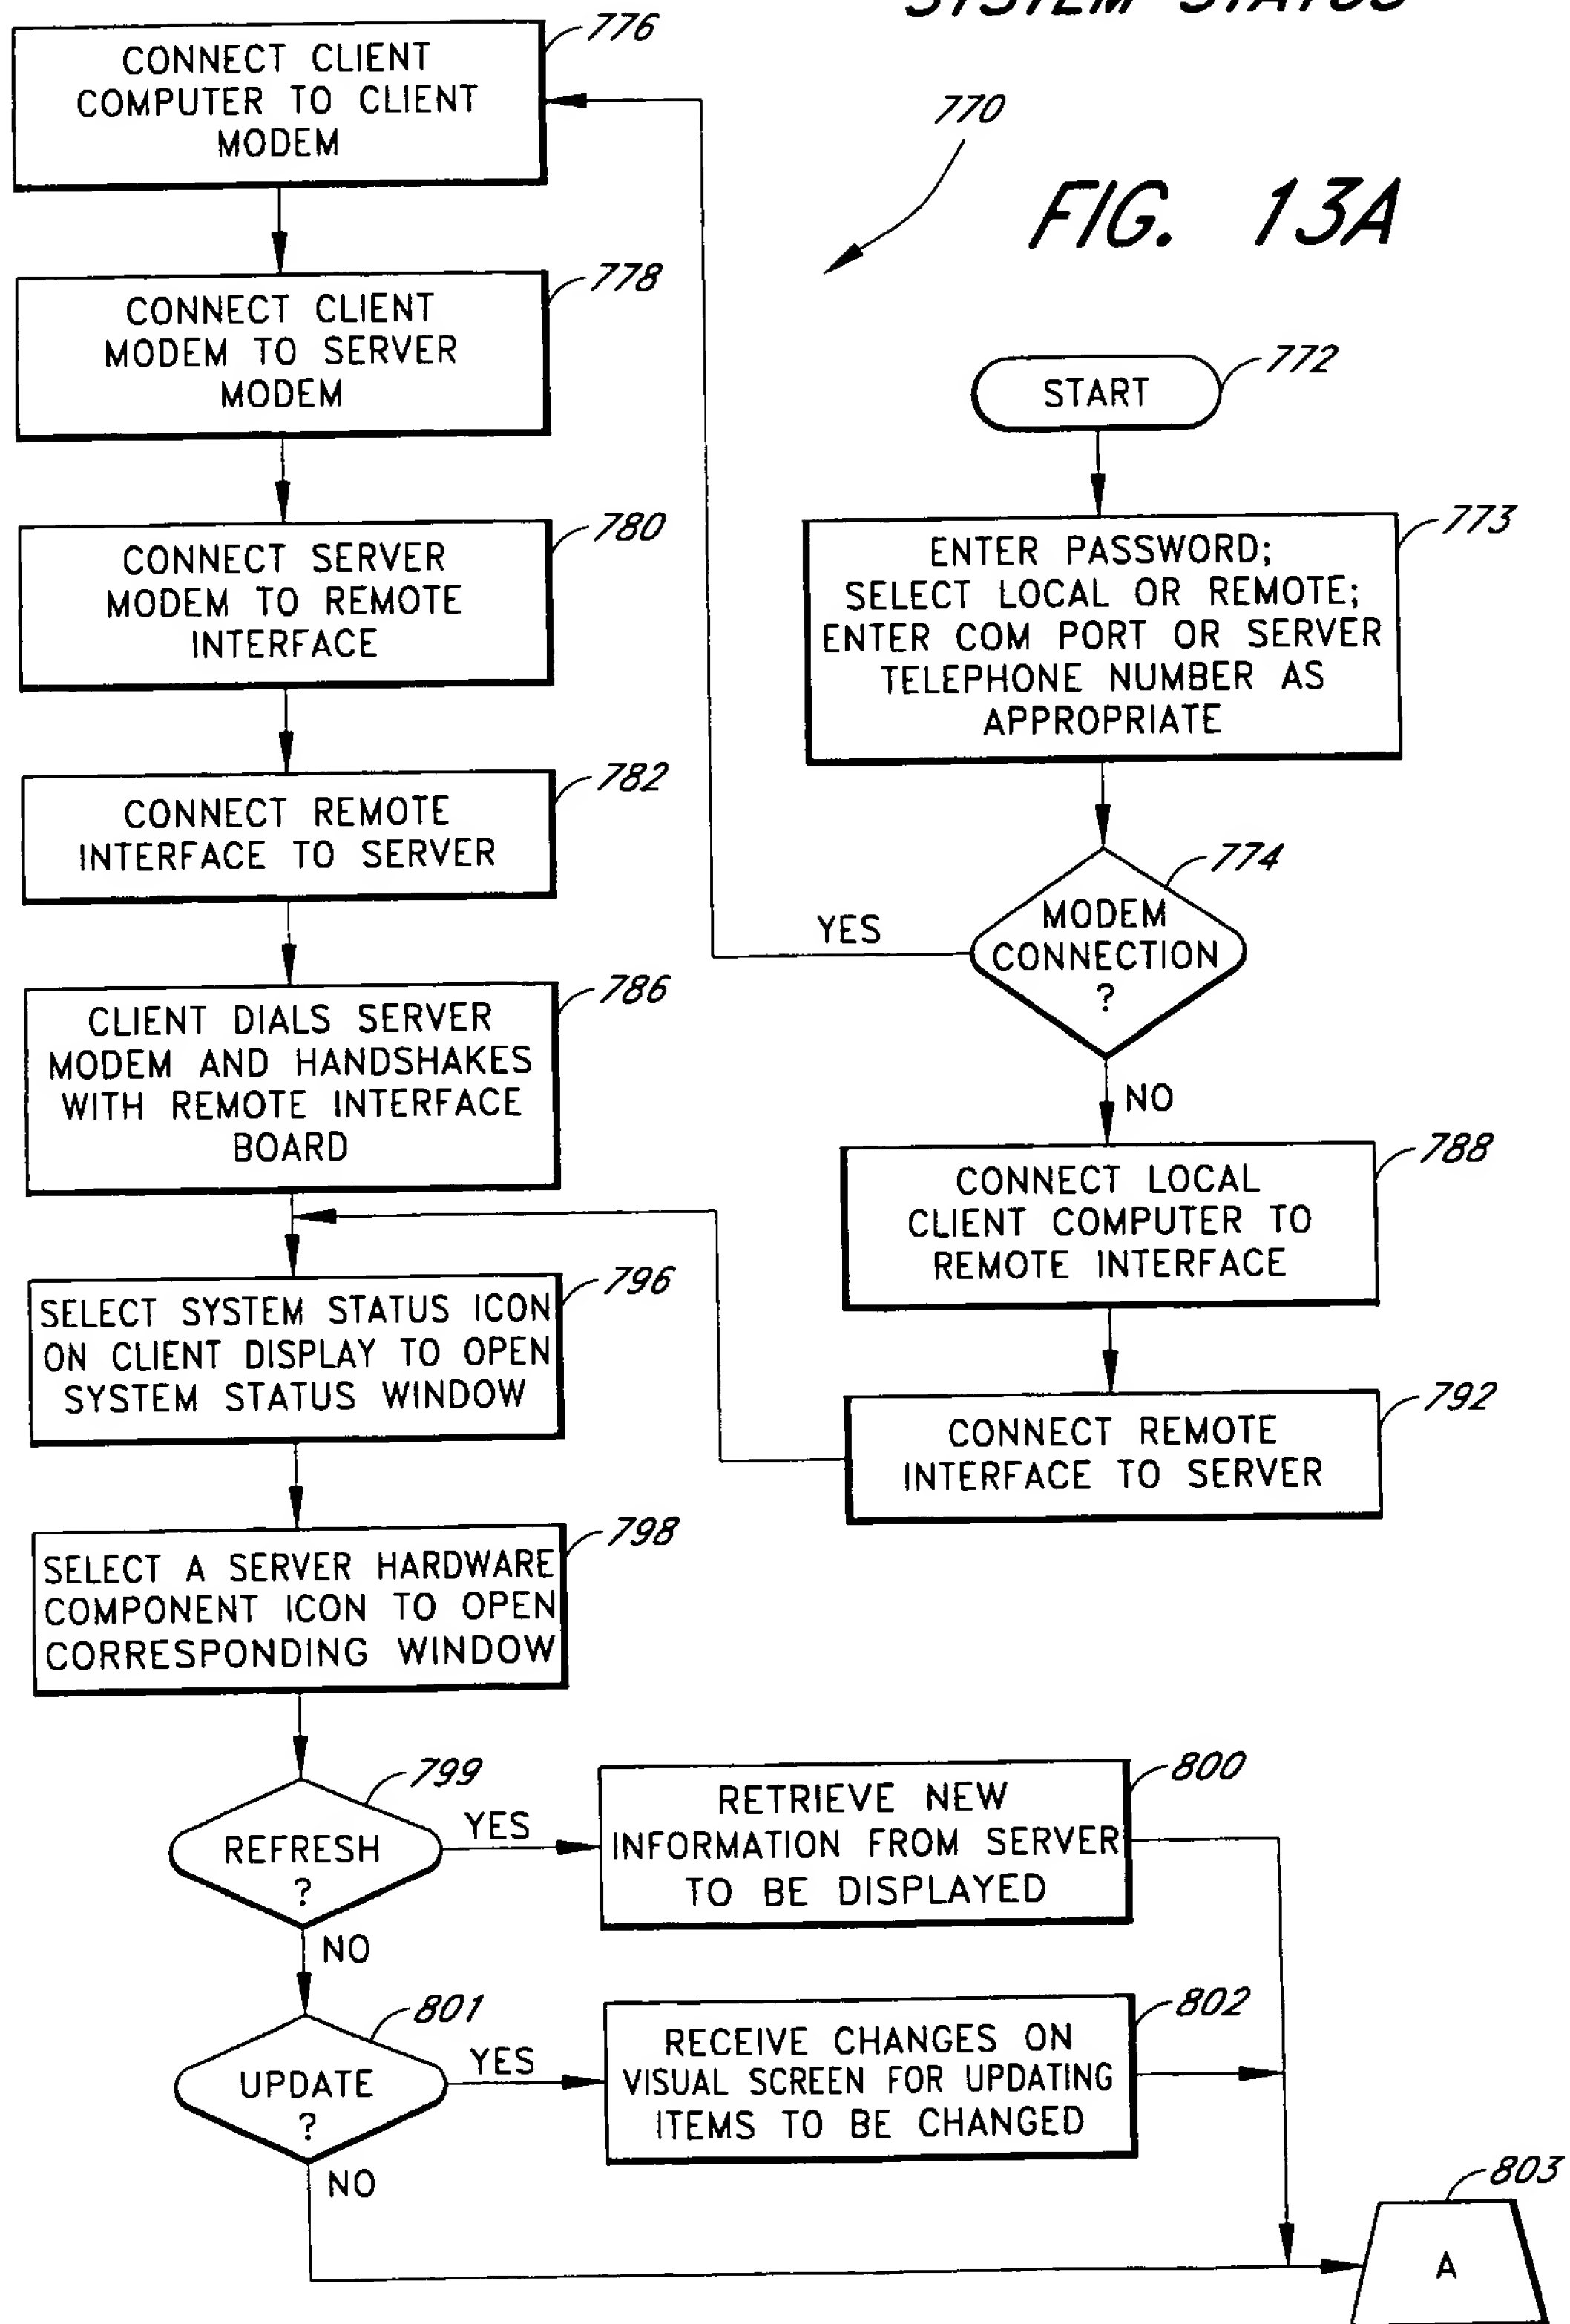 SYSTEM STATUS
776
CONNECT CLIENT
COMPUTER TO CLIENT
MODEM
770
FIG. 13A
778
CONNECT CLIENT
MODEM TO SERVER
MODEM
772
START
780
CONNECT SERVER
MODEM TO REMOTE
INTERFACE
773
ENTER PASSWORD;
SELECT LOCAL OR REMOTE;
ENTER COM PORT OR SERVER
TELEPHONE NUMBER AS
APPROPRIATE
782
CONNECT REMOTE
INTERFACE TO SERVER
774
MODEM
CONNECTION
?
YES
NO
786
CLIENT DIALS SERVER
MODEM AND HANDSHAKES
WITH REMOTE INTERFACE
BOARD
788
CONNECT LOCAL
CLIENT COMPUTER TO
REMOTE INTERFACE
796
SELECT SYSTEM STATUS ICON
ON CLIENT DISPLAY TO OPEN
SYSTEM STATUS WINDOW
792
CONNECT REMOTE
INTERFACE TO SERVER
798
SELECT A SERVER HARDWARE
COMPONENT ICON TO OPEN
CORRESPONDING WINDOW
799
REFRESH
?
YES
NO
800
RETRIEVE NEW
INFORMATION FROM SERVER
TO BE DISPLAYED
801
UPDATE
?
YES
NO
802
RECEIVE CHANGES ON
VISUAL SCREEN FOR UPDATING
ITEMS TO BE CHANGED
803
A